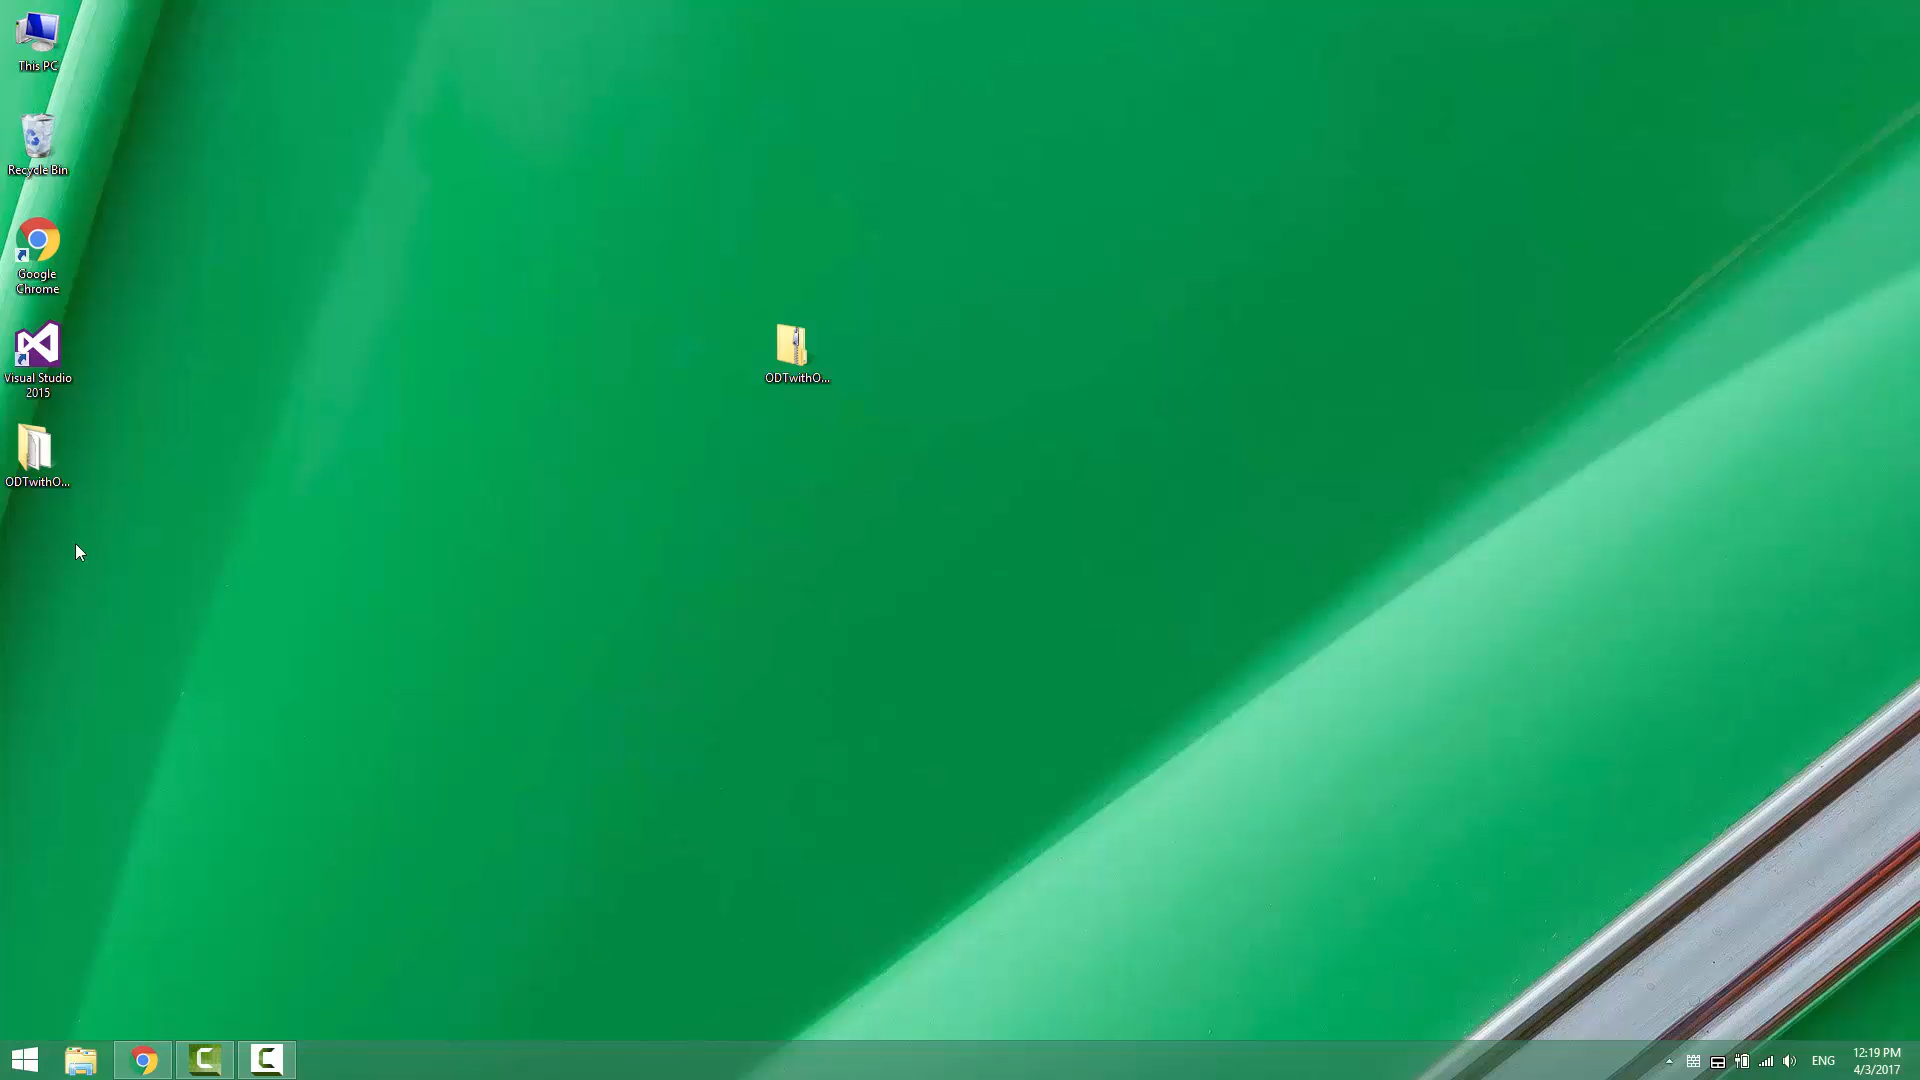 This PC
Recycle Bin
Google
Chrome
Visual Studio
2015
ODTwithO...
ODTwithO...
ENG
12:19 PM
4/3/2017